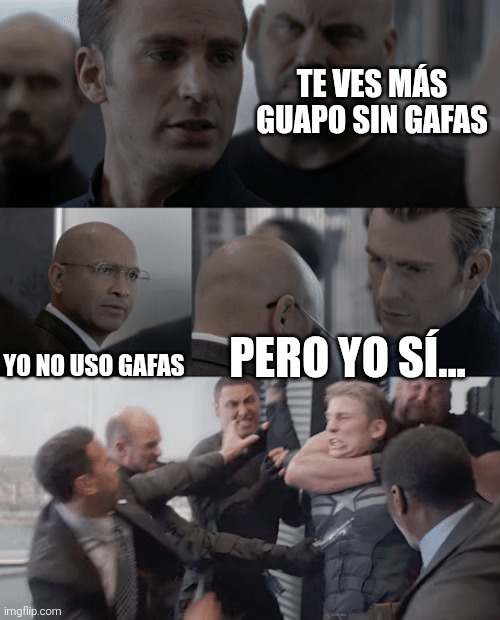 TE VES MÁS
GUAPO SIN GAFAS
YO NO USO GAFAS
PERO YO SÍ...
imgflip.com